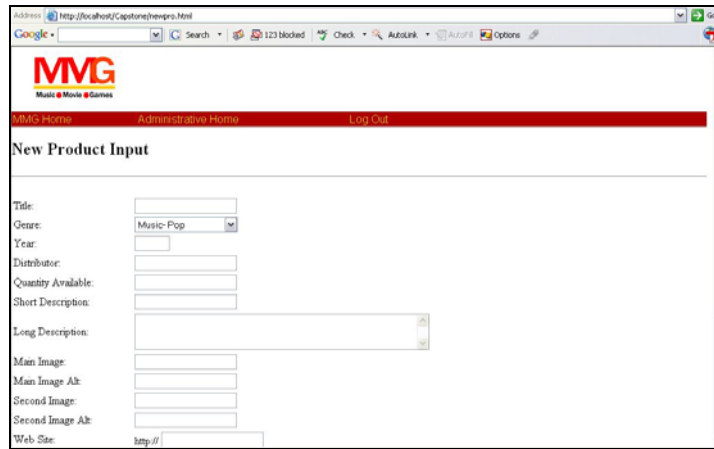 Address http://localhost/Capstone/newpro.html Go
Google Search 123 blocked Check AutoLink AutoFill Options
MMG
Music Movie Games
MMG Home Administrative Home Log Out
New Product Input
Title:
Genre: Music-Pop
Year:
Distributor:
Quantity Available:
Short Description:
Long Description:
Main Image:
Main Image Alt:
Second Image:
Second Image Alt:
Web Site: http://